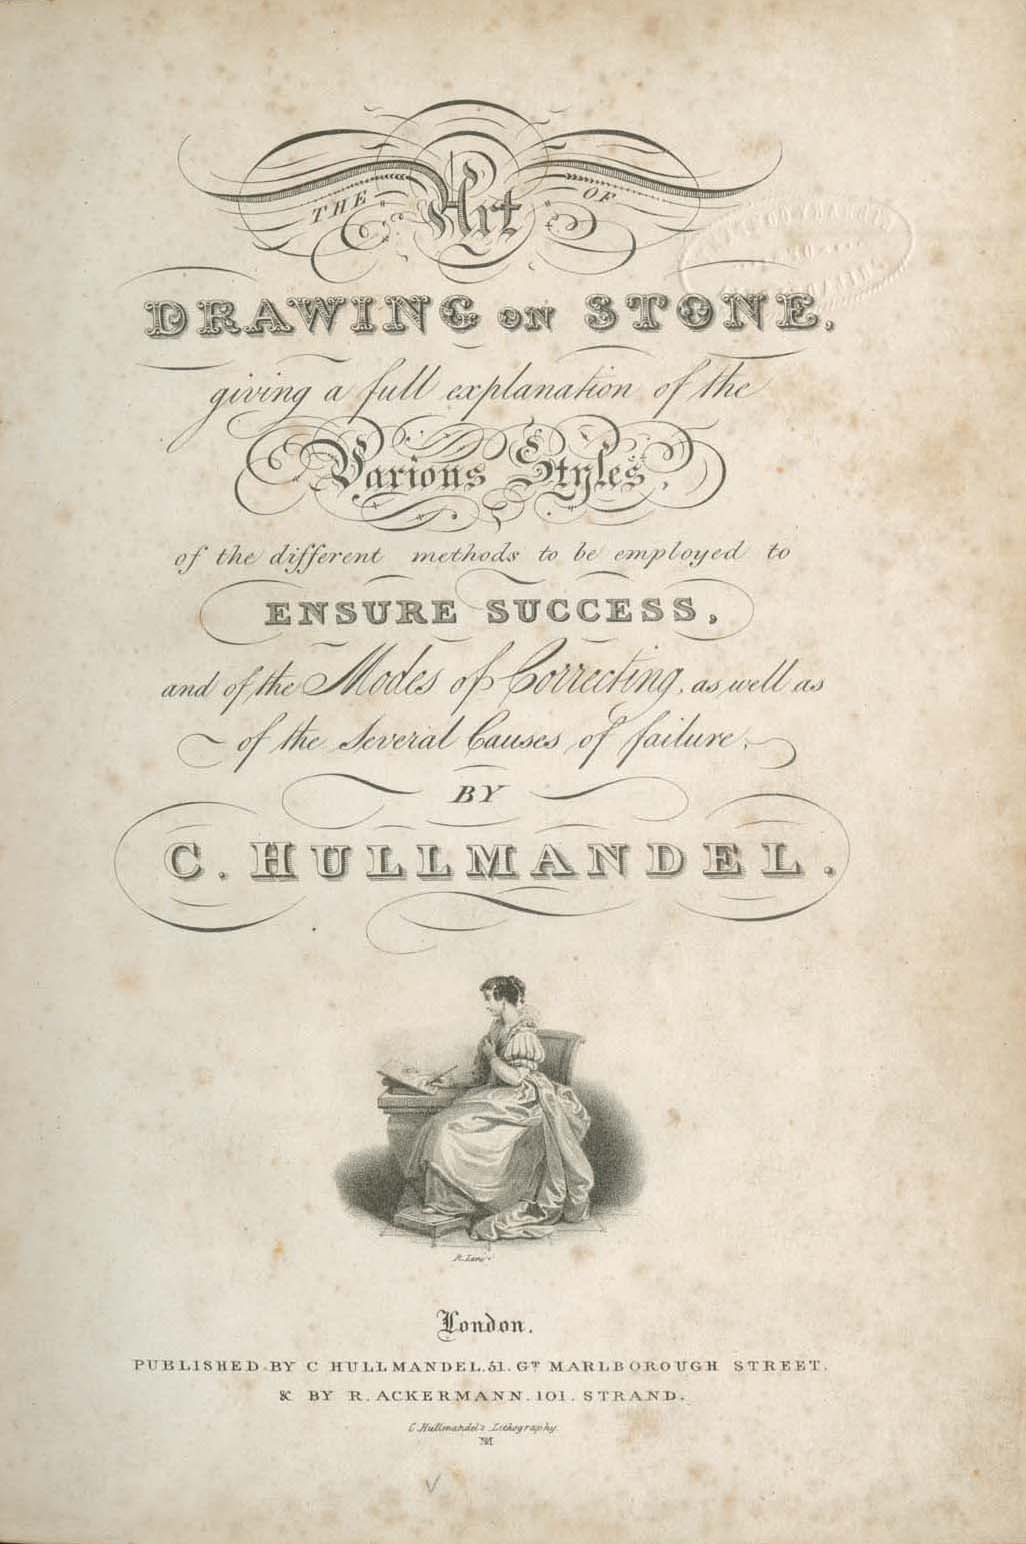 THE Art OF
DRAWING ON STONE,
giving a full explanation of the
Various Styles,
of the different methods to be employed to
ENSURE SUCCESS,
and of the Modes of Correcting, as well as
of the Several Causes of failure,
BY
C. HULLMANDEL.
R. Lane
London.
PUBLISHED BY C HULLMANDEL. 51. GT MARLBOROUGH STREET.
& BY R. ACKERMANN. 101. STRAND.
C. Hullmandel's Lithography.